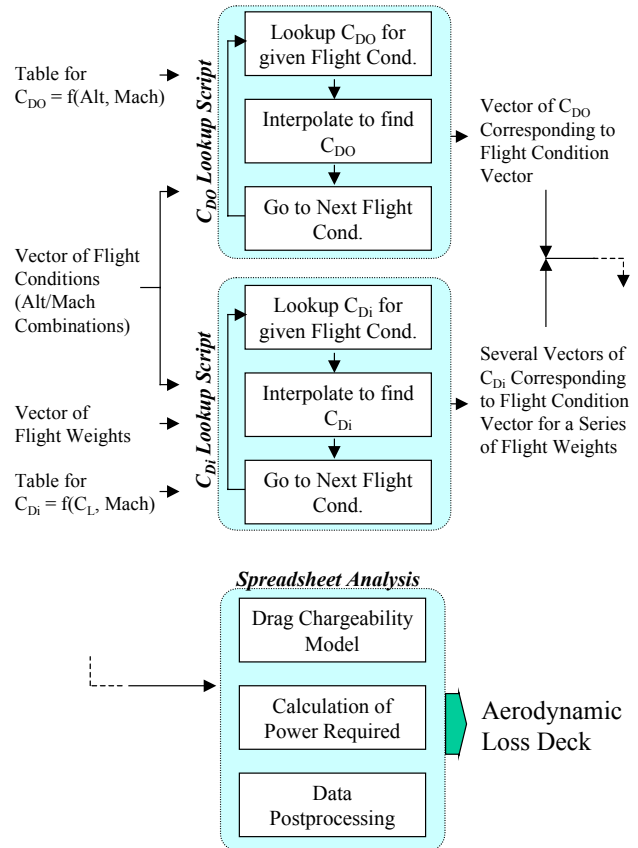 Table for
C_DO = f(Alt, Mach)
C_DO Lookup Script
Lookup C_DO for
given Flight Cond.
Interpolate to find
C_DO
Go to Next Flight
Cond.
Vector of C_DO
Corresponding to
Flight Condition
Vector
Vector of Flight
Conditions
(Alt/Mach
Combinations)
Vector of
Flight Weights
Table for
C_Di = f(C_L, Mach)
C_Di Lookup Script
Lookup C_Di for
given Flight Cond.
Interpolate to find
C_Di
Go to Next Flight
Cond.
Several Vectors of
C_Di Corresponding
to Flight Condition
Vector for a Series
of Flight Weights
Spreadsheet Analysis
Drag Chargeability
Model
Calculation of
Power Required
Data
Postprocessing
Aerodynamic
Loss Deck